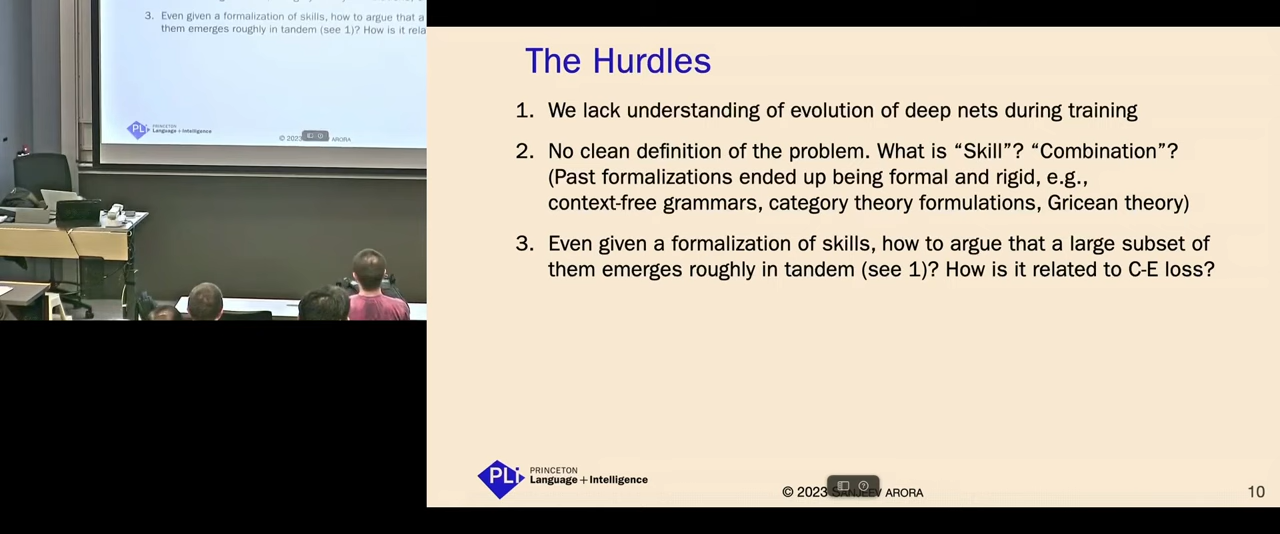 3. Even given a formalization of skills, how to argue that a
them emerges roughly in tandem (see 1)? How is it rela
PLi PRINCETON
Language + Intelligence
© 2023 ARORA
The Hurdles
1. We lack understanding of evolution of deep nets during training
2. No clean definition of the problem. What is “Skill”? “Combination”?
(Past formalizations ended up being formal and rigid, e.g.,
context-free grammars, category theory formulations, Gricean theory)
3. Even given a formalization of skills, how to argue that a large subset of
them emerges roughly in tandem (see 1)? How is it related to C-E loss?
PLi PRINCETON
Language + Intelligence
© 2023 SANJEEV ARORA
10